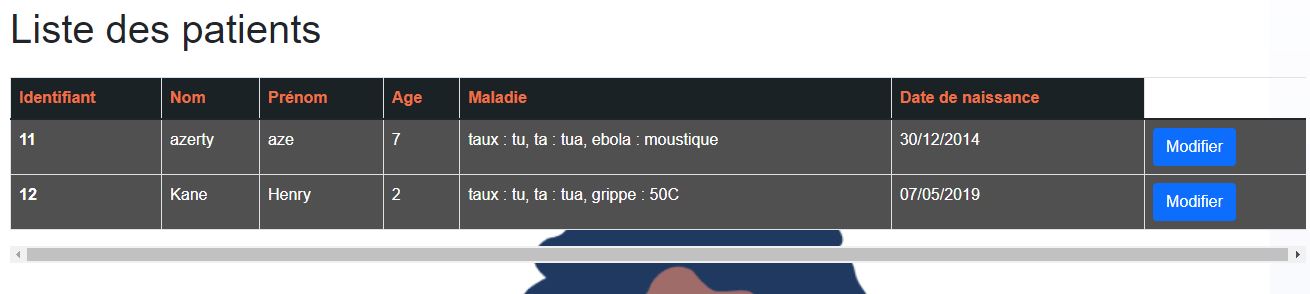 Liste des patients
Identifiant Nom Prénom Age Maladie Date de naissance
11 azerty aze 7 taux : tu, ta : tua, ebola : moustique 30/12/2014 Modifier
12 Kane Henry 2 taux : tu, ta : tua, grippe : 50C 07/05/2019 Modifier